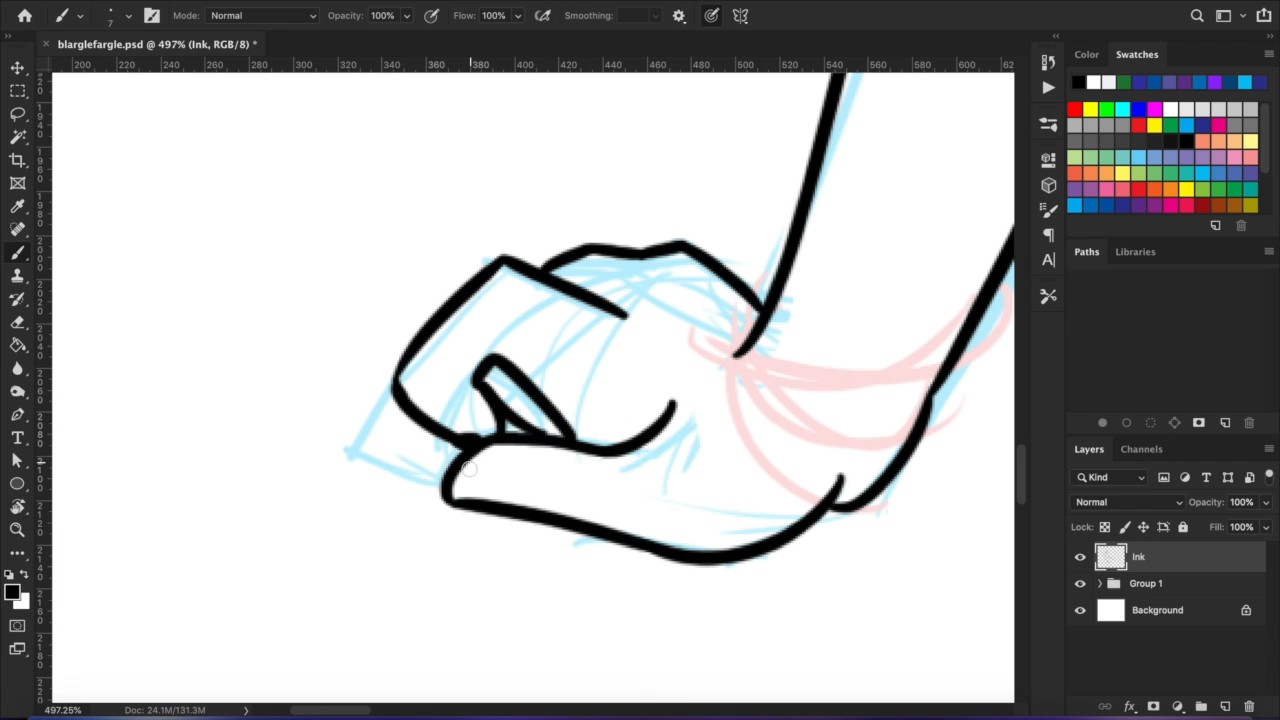 7
Mode: Normal Opacity: 100% Flow: 100% Smoothing:
blarglefargle.psd @ 497% (Ink, RGB/8) *
200 220 240 260 280 300 320 340 360 380 400 420 440 460 480 500 520 540 560 580 600 62
Color Swatches
Paths Libraries
Layers Channels
Kind
Normal Opacity: 100%
Lock: Fill: 100%
Ink
Group 1
Background
497.25% Doc: 24.1M/131.3M